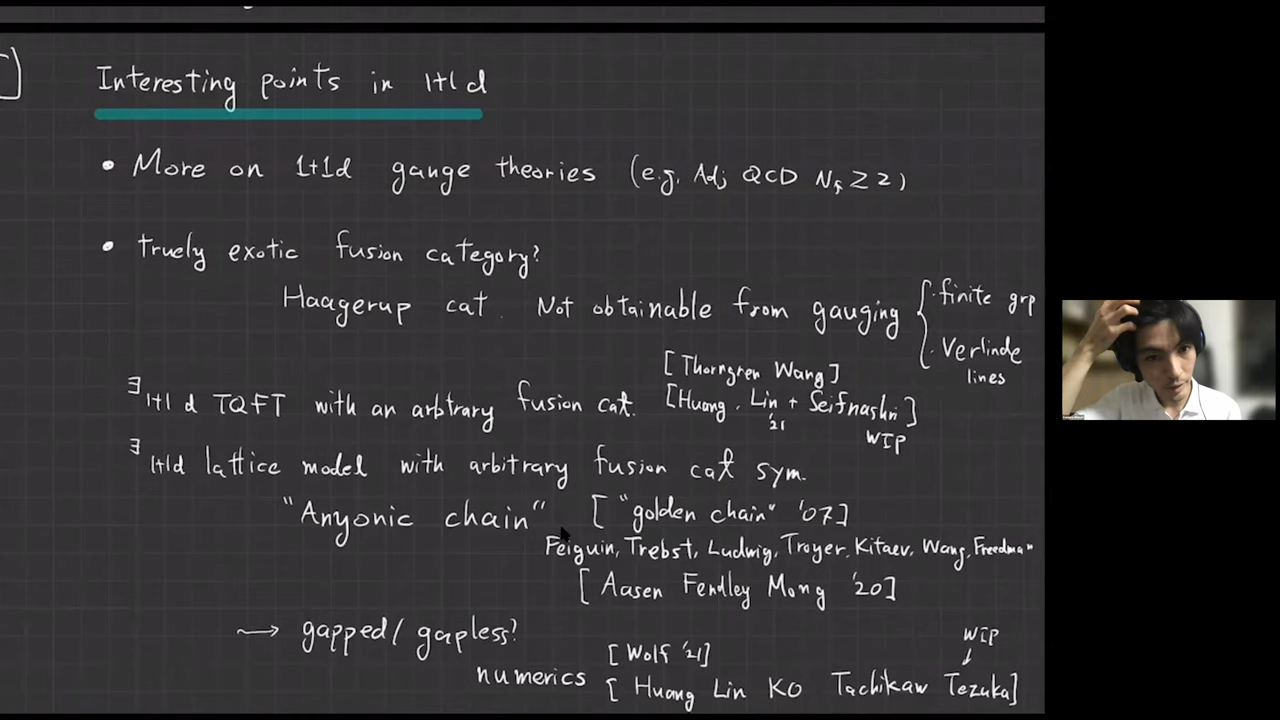 Interesting points in 1+1 d
• More on 1+1d gauge theories (e.g. Adj QCD Nf ≥ 2)
• truely exotic fusion category?
Haagerup cat. Not obtainable from gauging { · finite grp
· Verlinde lines
∃ 1+1 d TQFT with an arbtrary fusion cat. [Thorngren Wang]
[Huang, Lin + Seifnashri]
'21
WIP
∃ 1+1d lattice model with arbitrary fusion cat sym.
"Anyonic chain" ["golden chain" '07]
Feiguin, Trebst, Ludwig, Troyer, Kitaev, Wang, Freedman
[Aasen Fendley Mong '20]
→ gapped/gapless?
WIP
↓
numerics [Wolf '21]
[Huang Lin KO Tachikaw Tezuka]